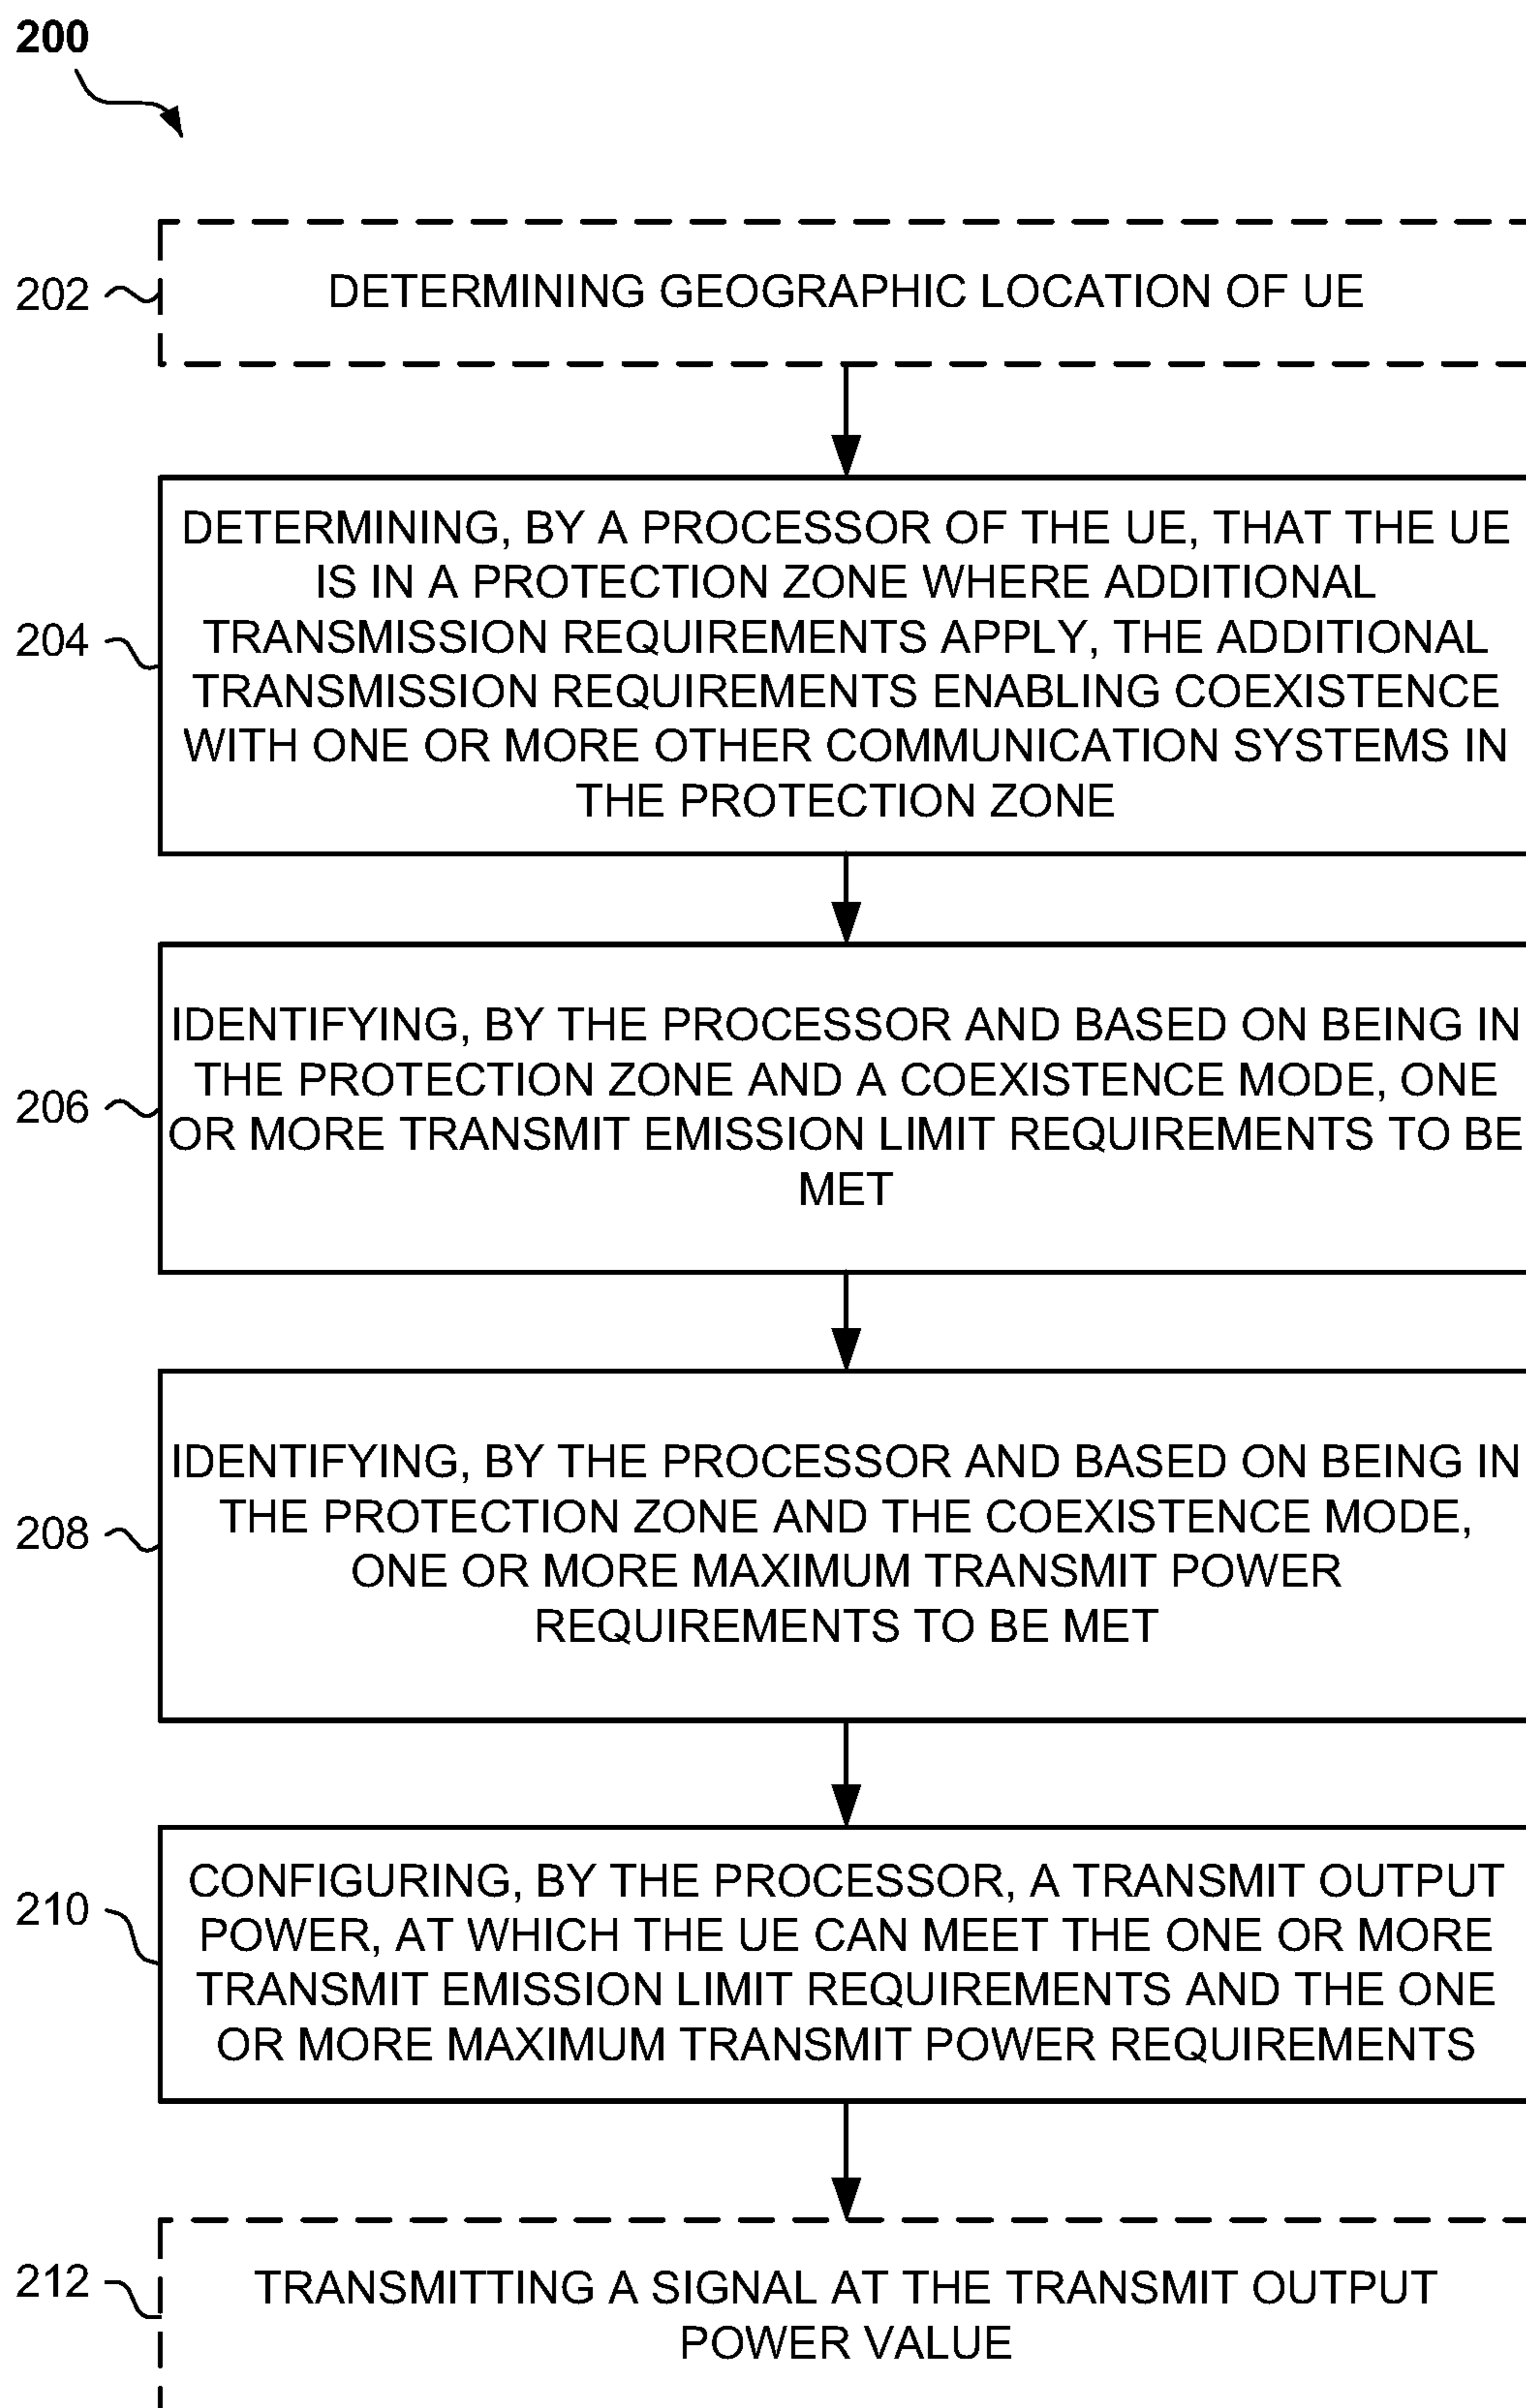 200
202
DETERMINING GEOGRAPHIC LOCATION OF UE
DETERMINING, BY A PROCESSOR OF THE UE, THAT THE UE
IS IN A PROTECTION ZONE WHERE ADDITIONAL
204
TRANSMISSION REQUIREMENTS APPLY, THE ADDITIONAL
TRANSMISSION REQUIREMENTS ENABLING COEXISTENCE
WITH ONE OR MORE OTHER COMMUNICATION SYSTEMS IN
THE PROTECTION ZONE
IDENTIFYING, BY THE PROCESSOR AND BASED ON BEING IN
THE PROTECTION ZONE AND A COEXISTENCE MODE, ONE
206
OR MORE TRANSMIT EMISSION LIMIT REQUIREMENTS TO BE
MET
IDENTIFYING, BY THE PROCESSOR AND BASED ON BEING IN
THE PROTECTION ZONE AND THE COEXISTENCE MODE,
208
ONE OR MORE MAXIMUM TRANSMIT POWER
REQUIREMENTS TO BE MET
CONFIGURING, BY THE PROCESSOR, A TRANSMIT OUTPUT
210
POWER, AT WHICH THE UE CAN MEET THE ONE OR MORE
TRANSMIT EMISSION LIMIT REQUIREMENTS AND THE ONE
OR MORE MAXIMUM TRANSMIT POWER REQUIREMENTS
212
TRANSMITTING A SIGNAL AT THE TRANSMIT OUTPUT
POWER VALUE